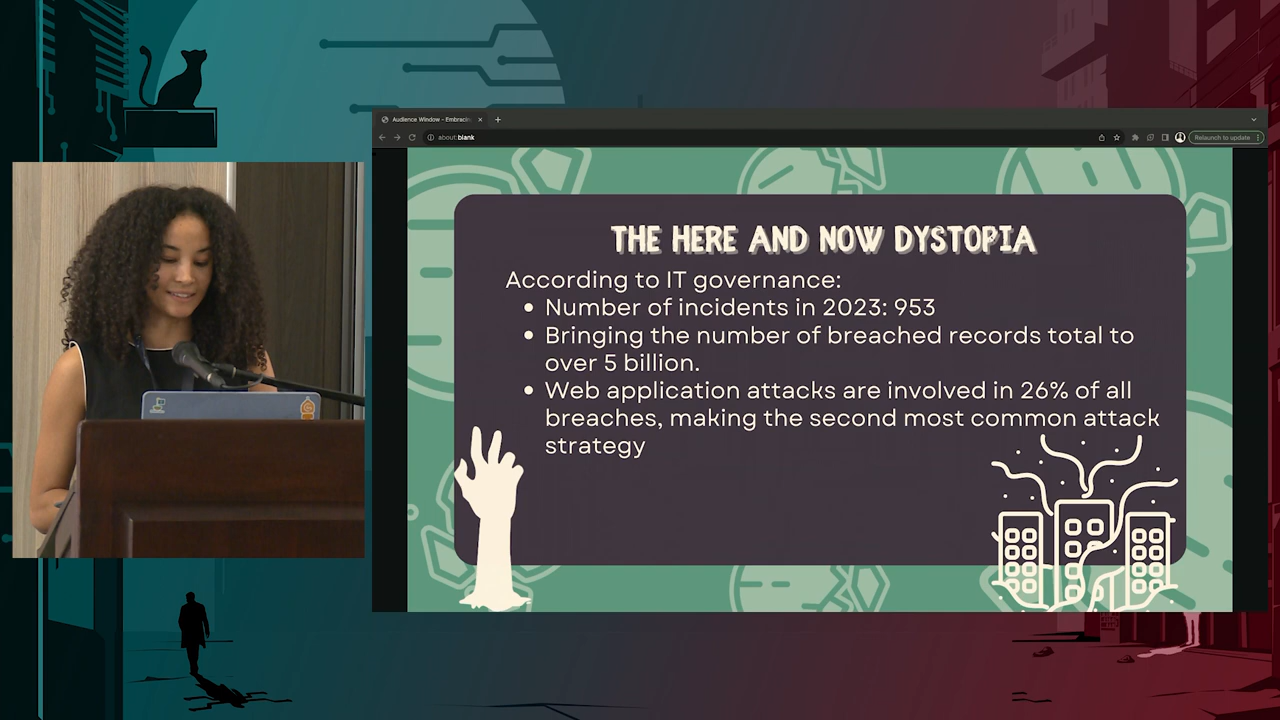 Audience Window - Embracin
about:blank
Relaunch to update
THE HERE AND NOW DYSTOPIA
According to IT governance:
Number of incidents in 2023: 953
Bringing the number of breached records total to
over 5 billion.
Web application attacks are involved in 26% of all
breaches, making the second most common attack
strategy